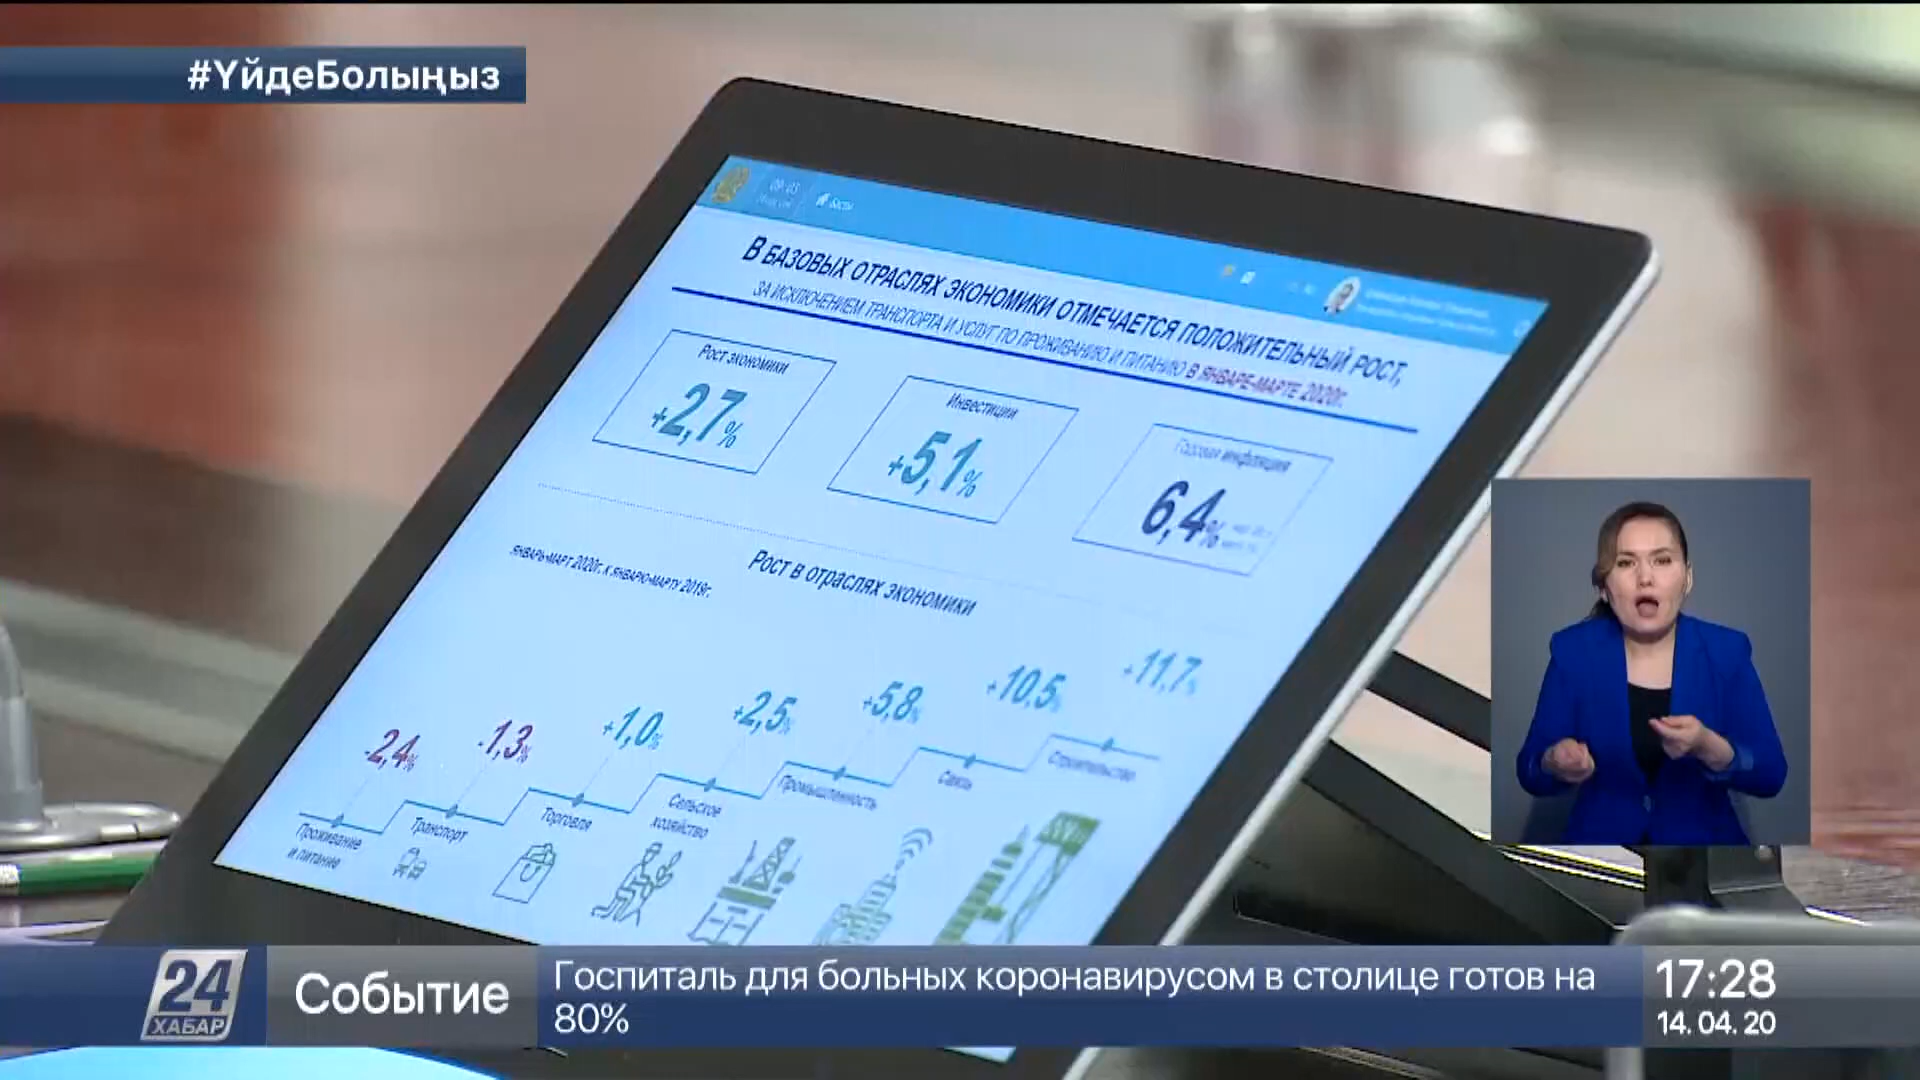 #ҮйдеБолыңыз
09:03
Басты
В БАЗОВЫХ ОТРАСЛЯХ ЭКОНОМИКИ ОТМЕЧАЕТСЯ ПОЛОЖИТЕЛЬНЫЙ РОСТ,
ЗА ИСКЛЮЧЕНИЕМ ТРАНСПОРТА И УСЛУГ ПО ПРОЖИВАНИЮ И ПИТАНИЮ В ЯНВАРЕ-МАРТЕ 2020г.
Рост экономики
+2,7%
Инвестиции
+5,1%
Годовая инфляция
6,4%
Рост в отраслях экономики
ЯНВАРЬ-МАРТ 2020г. К ЯНВАРЮ-МАРТУ 2019г.
-2,4%
-1,3%
+1,0%
+2,5%
+5,8%
+10,5%
+11,7%
Проживание
и питание
Транспорт
Торговля
Сельское
хозяйство
Промышленность
Связь
Строительство
24
ХАБАР
Событие
Госпиталь для больных коронавирусом в столице готов на
80%
17:28
14. 04. 20